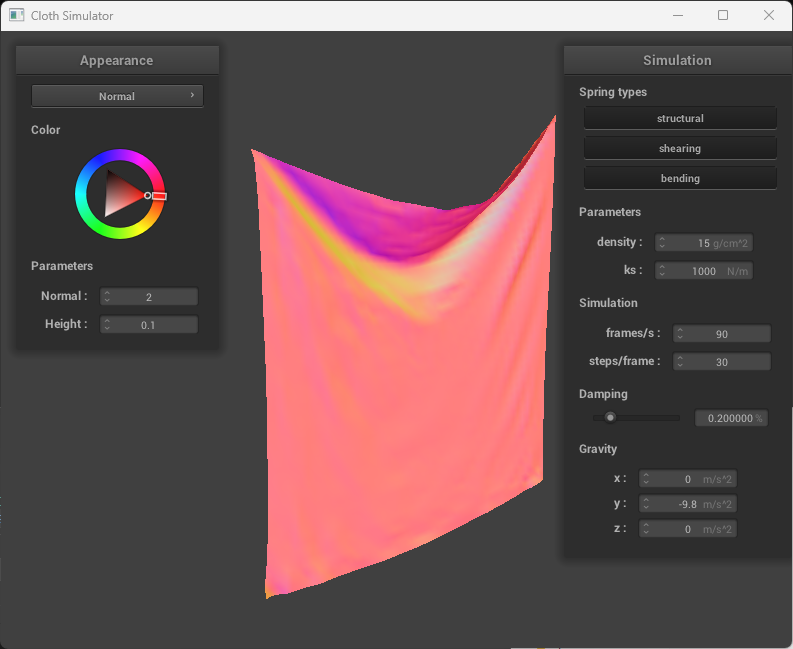 Cloth Simulator
Appearance
Normal
Color
Parameters
Normal : 2
Height : 0.1
Simulation
Spring types
structural
shearing
bending
Parameters
density : 15 g/cm^2
ks : 1000 N/m
Simulation
frames/s : 90
steps/frame : 30
Damping
0.200000 %
Gravity
x : 0 m/s^2
y : -9.8 m/s^2
z : 0 m/s^2